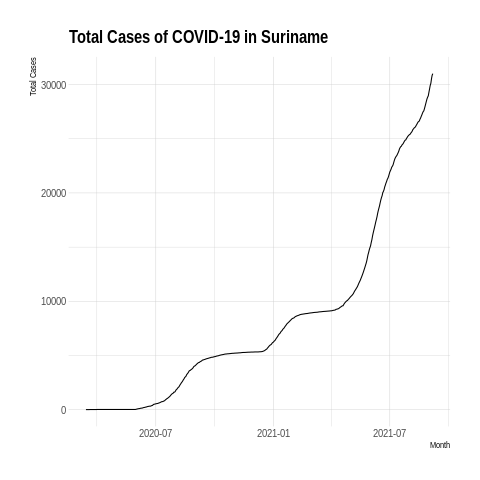 Total Cases of COVID-19 in Suriname
Total Cases
30000
20000
10000
0
2020-07
2021-01
2021-07
Month